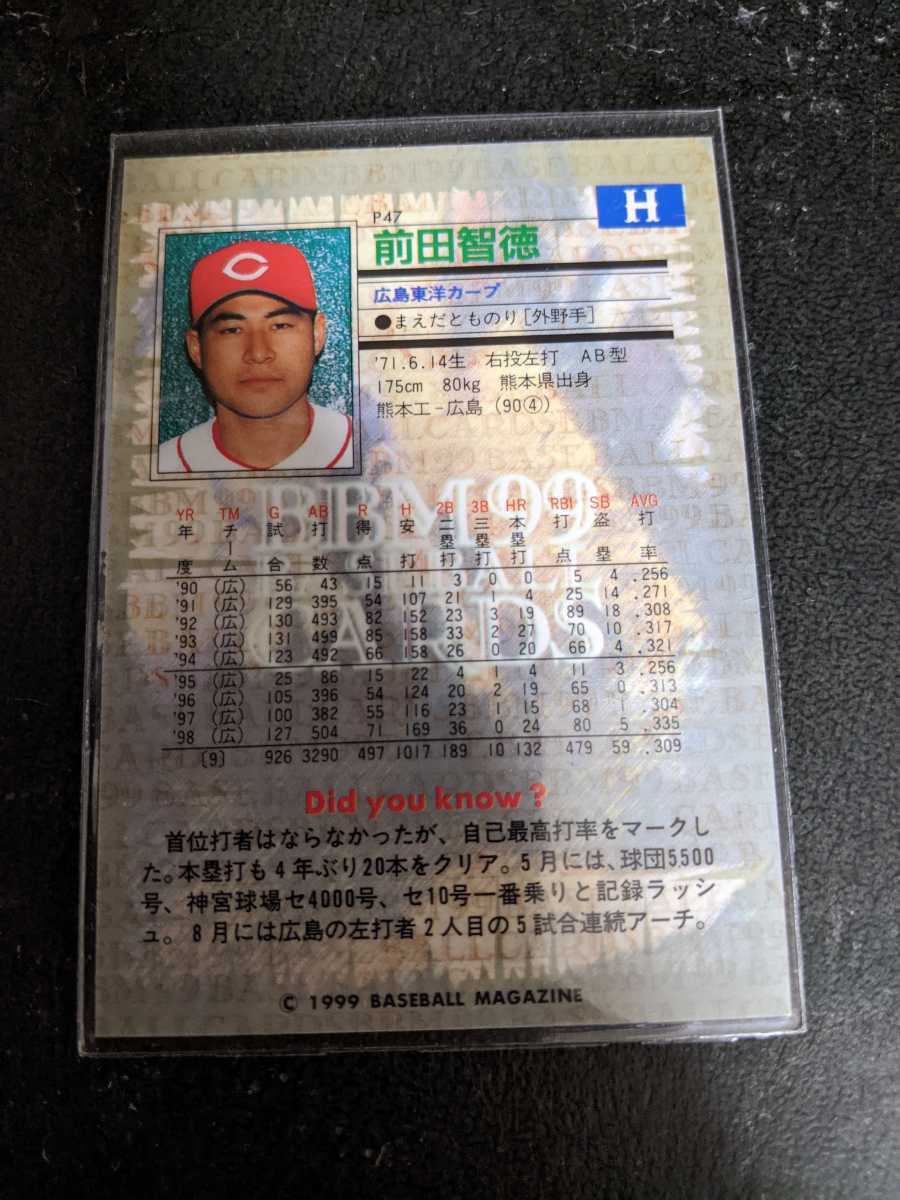 H
P47
前田智徳
広島東洋カープ
●まえだとものり[外野手]
'71.6.14生 右投左打 AB型
175cm 80kg 熊本県出身
熊本工－広島（90④）
BBM99
BASEBALL
CARDS
YR TM G AB R H 2B 3B HR RBI SB AVG
年度 チーム 試合 打数 得点 安打 二塁打 三塁打 本塁打 打点 盗塁 打率
'90 (広) 56 43 15 11 3 0 0 5 4 .256
'91 (広) 129 395 54 107 21 1 4 25 14 .271
'92 (広) 130 493 82 152 23 3 19 89 18 .308
'93 (広) 131 499 85 158 33 2 27 70 10 .317
'94 (広) 123 492 66 158 26 0 20 66 4 .321
'95 (広) 25 86 15 22 4 1 4 11 3 .256
'96 (広) 105 396 54 124 20 2 19 65 0 .313
'97 (広) 100 382 55 116 23 1 15 68 1 .304
'98 (広) 127 504 71 169 36 0 24 80 5 .335
〔9〕 926 3290 497 1017 189 10 132 479 59 .309
Did you know?
首位打者はならなかったが、自己最高打率をマークし
た。本塁打も4年ぶり20本をクリア。5月には、球団5500
号、神宮球場セ4000号、セ10号一番乗りと記録ラッシ
ュ。8月には広島の左打者2人目の5試合連続アーチ。
© 1999 BASEBALL MAGAZINE